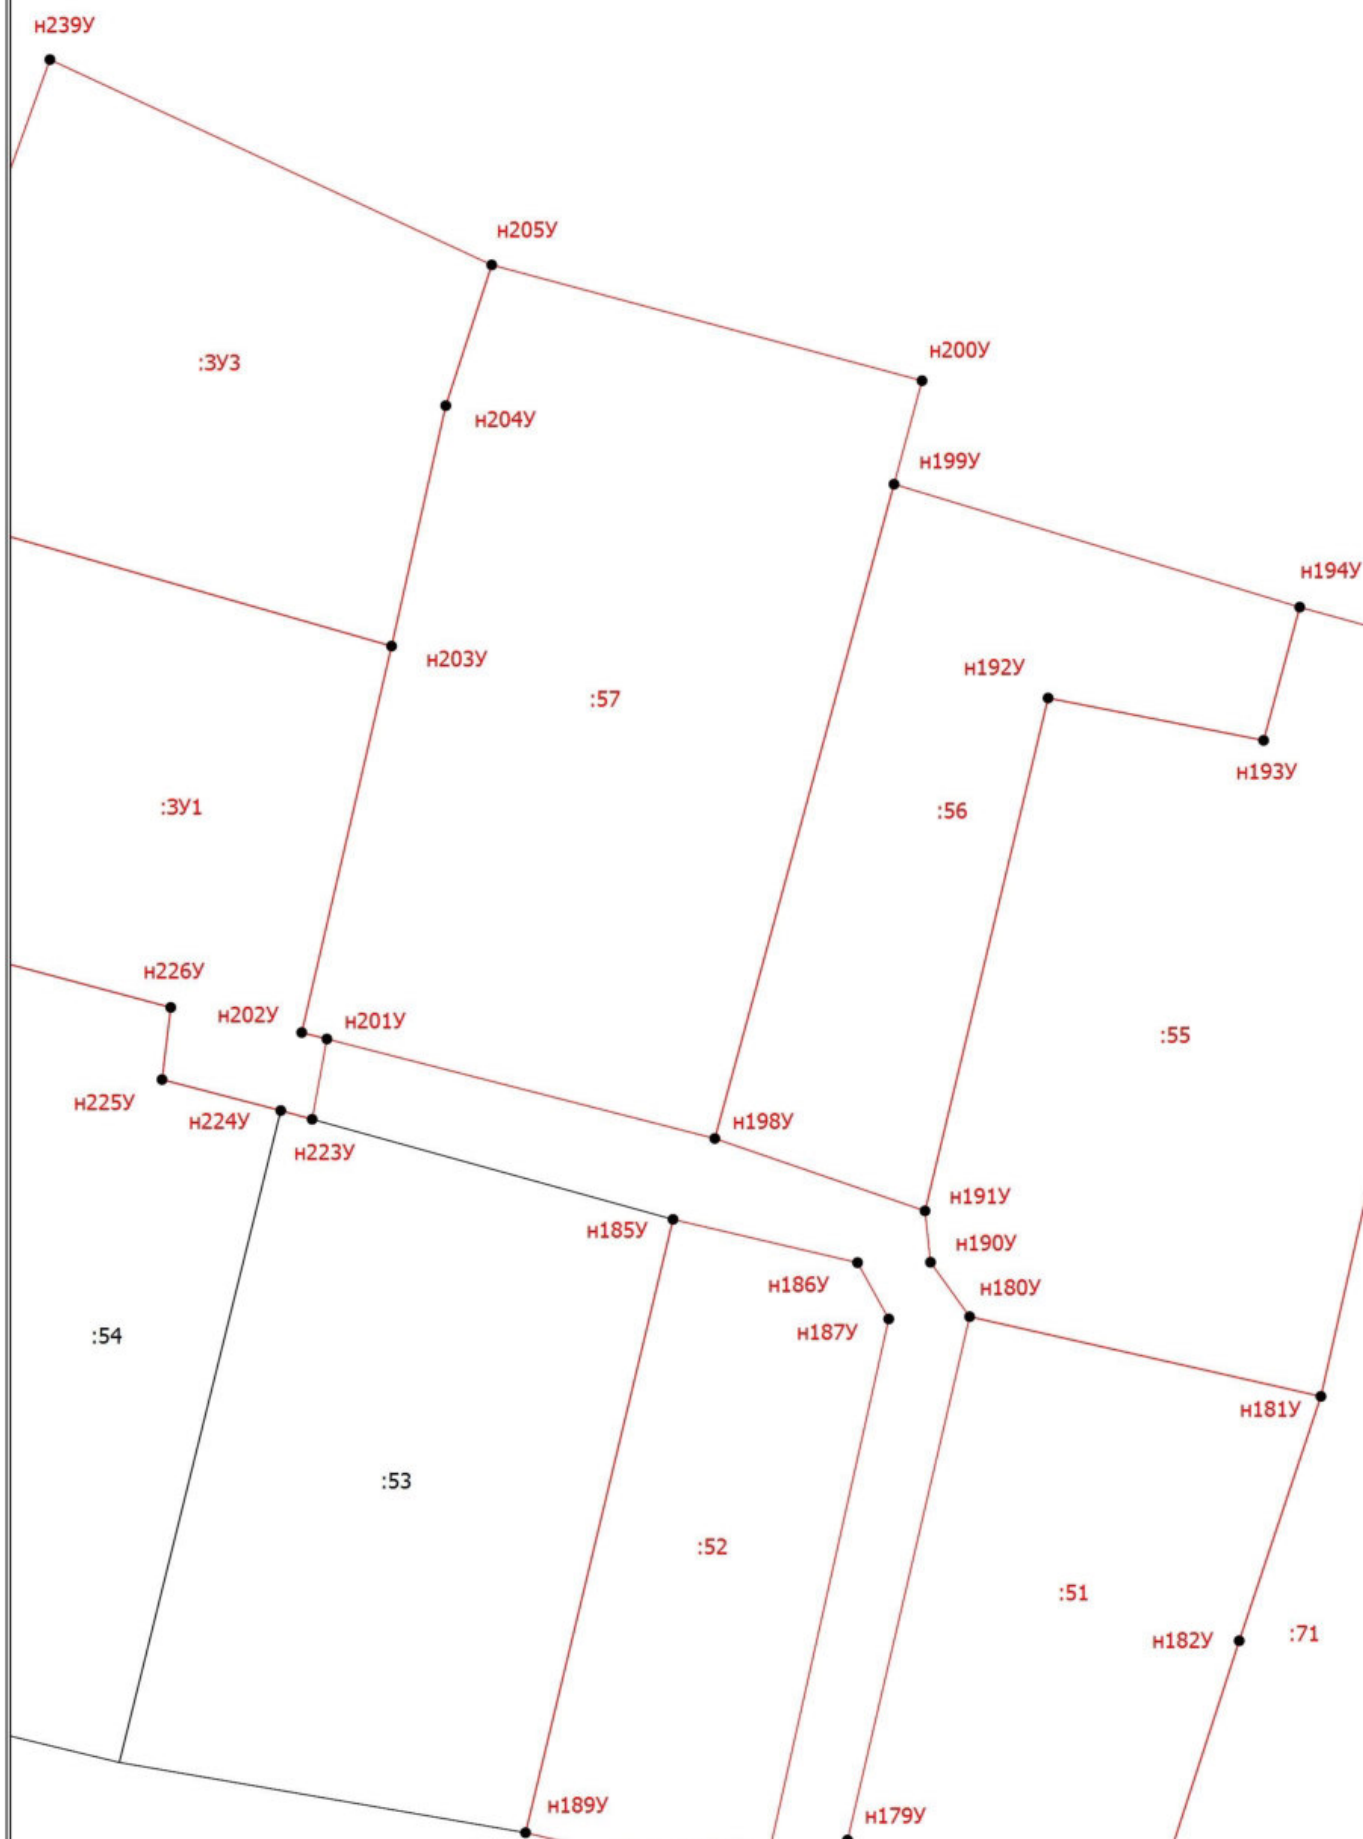 н239У
н205У
н200У
:ЗУ3
н204У
н199У
н194У
н203У
н192У
:57
н193У
:ЗУ1
:56
н226У
н202У
н201У
:55
н225У
н224У
н198У
н223У
н191У
н185У
н190У
н186У
н180У
:54
н187У
н181У
:53
:52
:51
н182У
:71
н189У
н179У